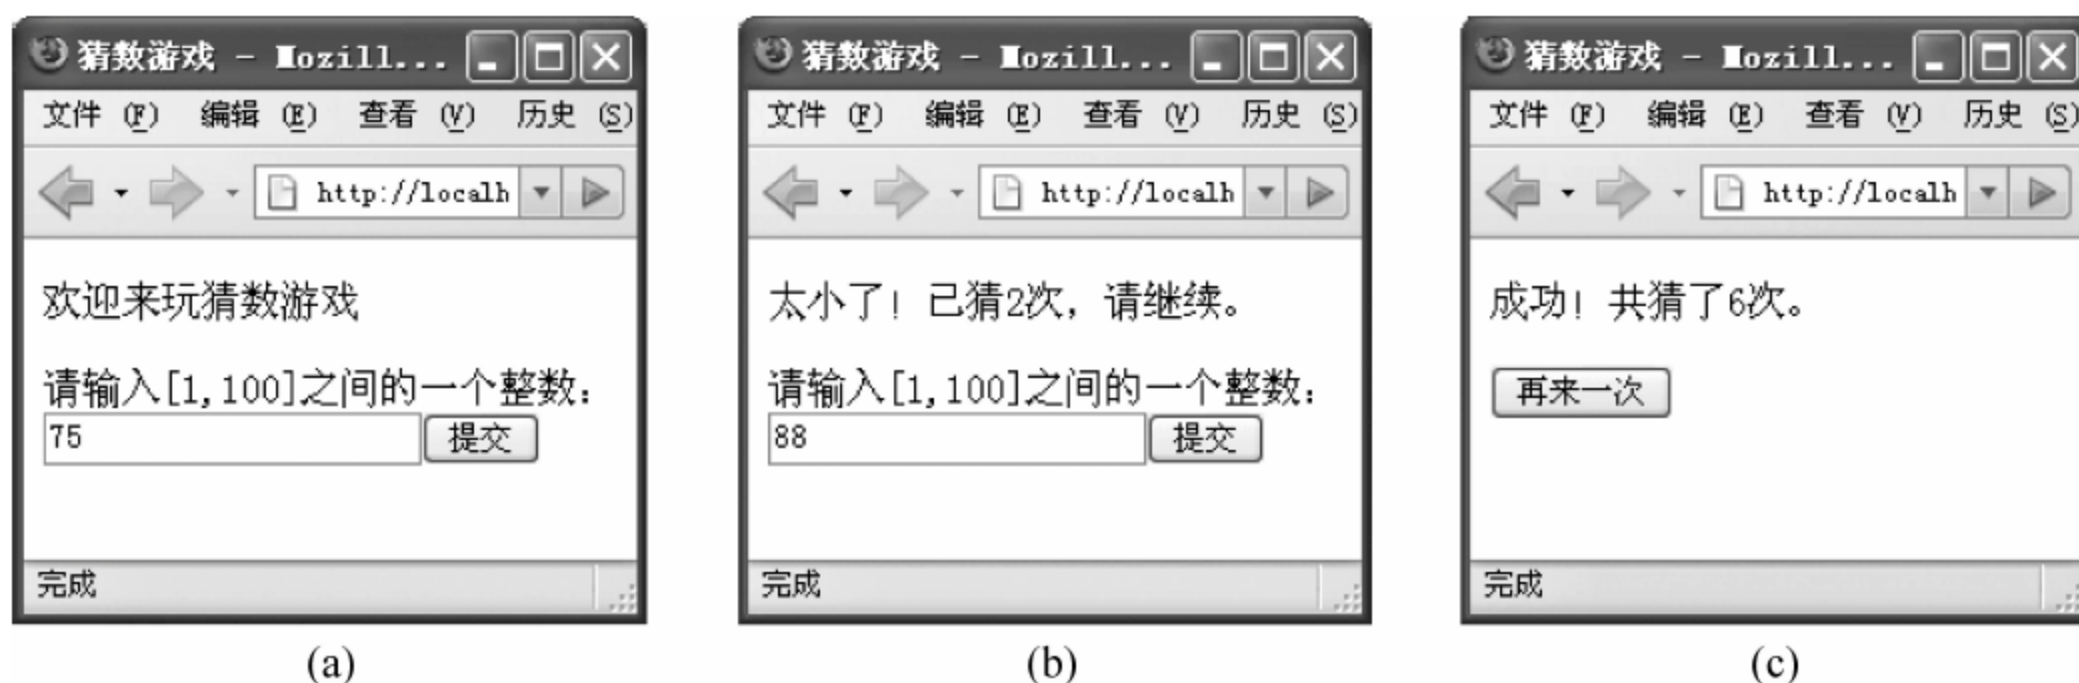 猜数游戏 - Mozill...
文件 (F) 编辑 (E) 查看 (V) 历史 (S)
http://localh
欢迎来玩猜数游戏
请输入[1,100]之间的一个整数:
75 提交
完成
(a)
猜数游戏 - Mozill...
文件 (F) 编辑 (E) 查看 (V) 历史 (S)
http://localh
太小了! 已猜2次, 请继续。
请输入[1,100]之间的一个整数:
88 提交
完成
(b)
猜数游戏 - Mozill...
文件 (F) 编辑 (E) 查看 (V) 历史 (S)
http://localh
成功! 共猜了6次。
再来一次
完成
(c)